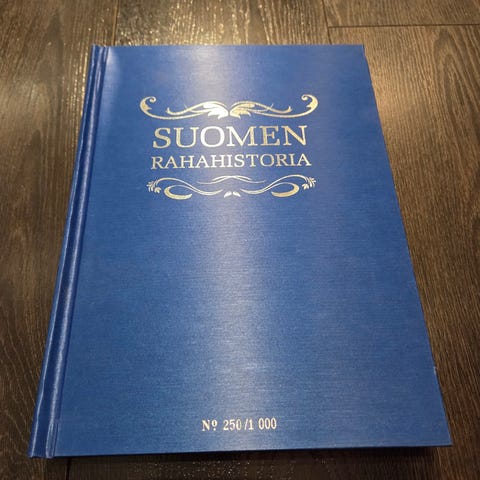 SUOMEN
RAHAHISTORIA
Nº 250/1 000